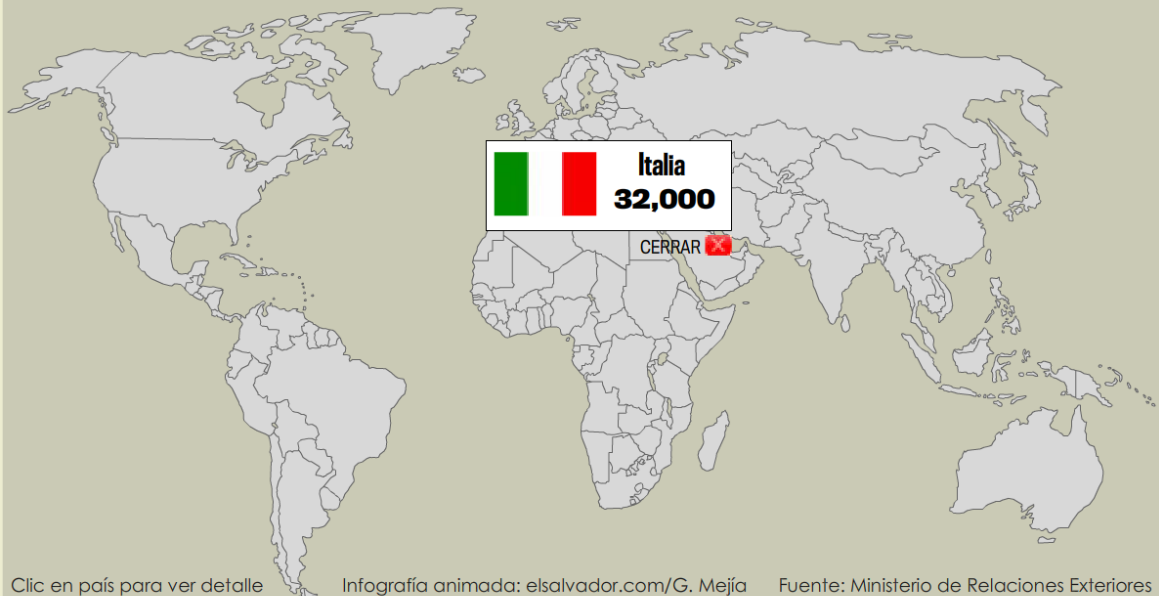 Italia
32,000
CERRAR
Clic en país para ver detalle
Infografía animada: elsalvador.com/G. Mejía
Fuente: Ministerio de Relaciones Exteriores